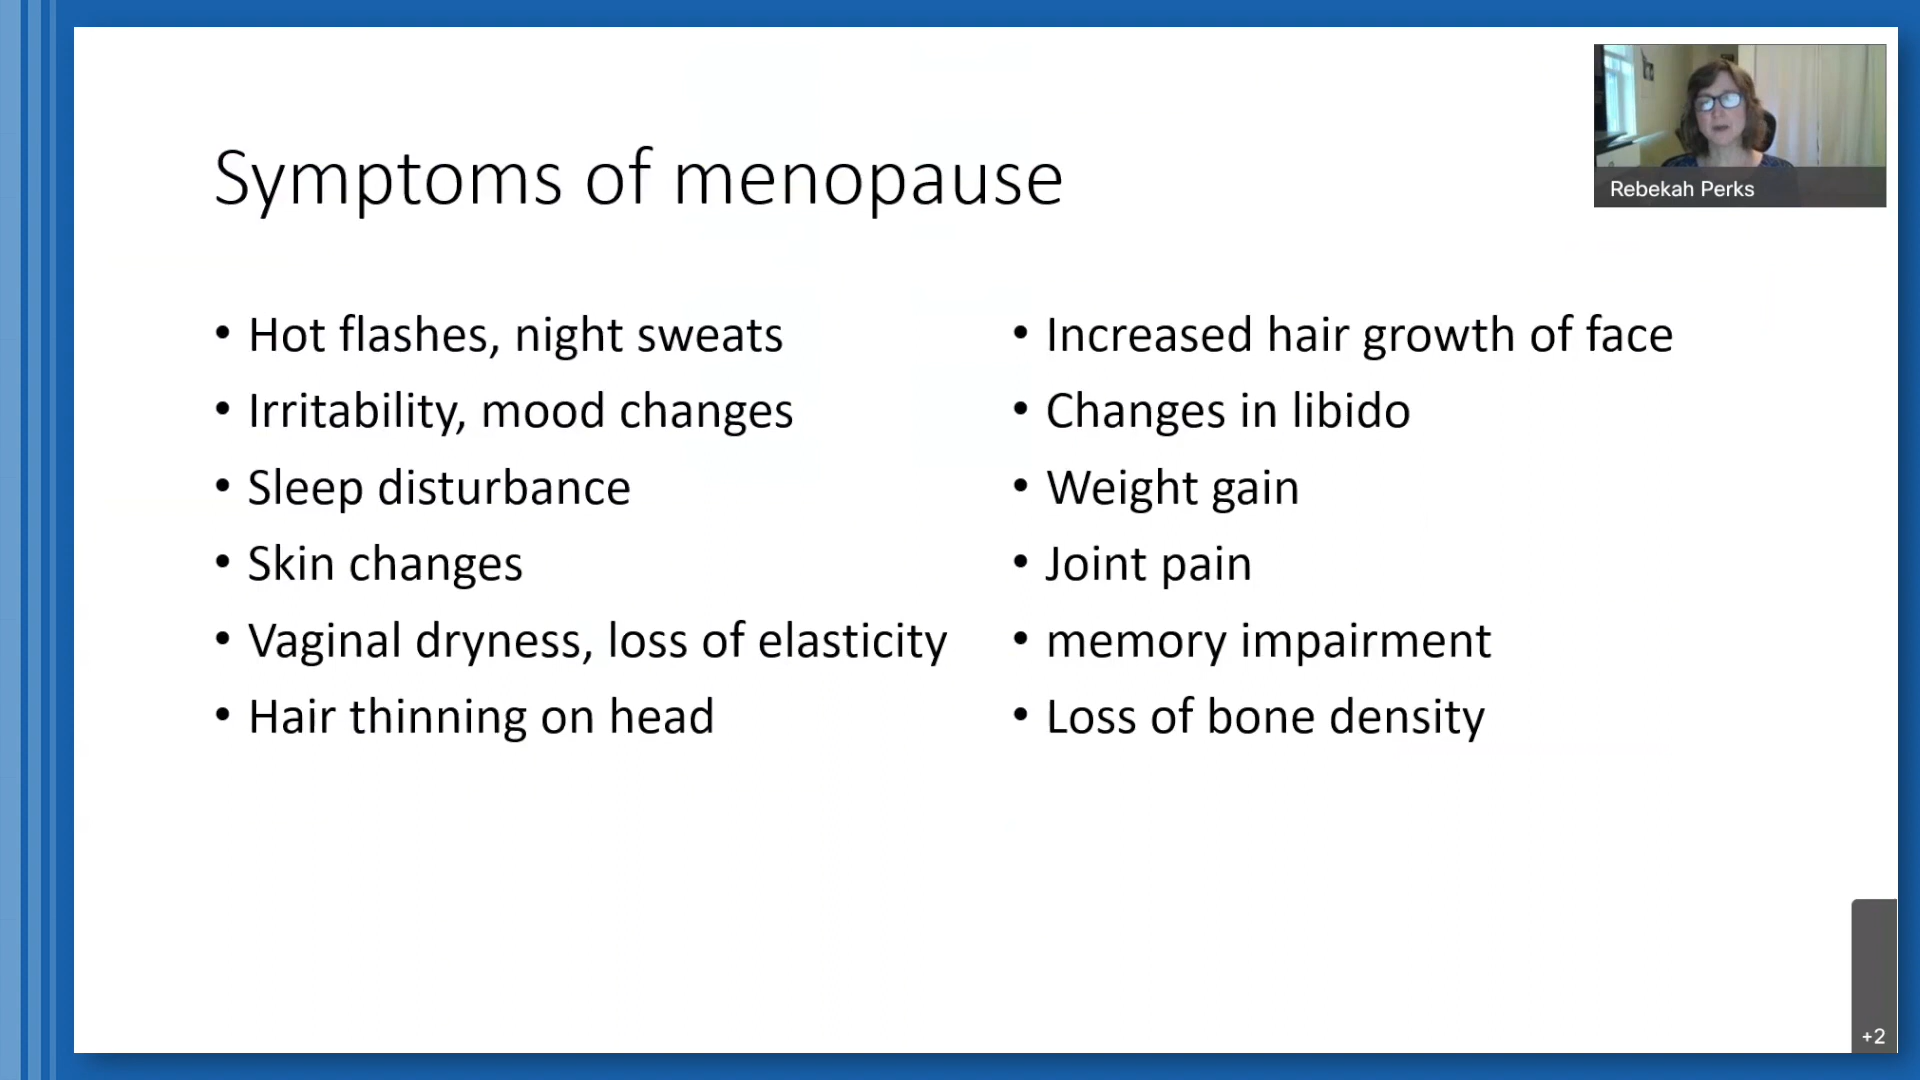 Symptoms of menopause
Rebekah Perks
• Hot flashes, night sweats
• Irritability, mood changes
• Sleep disturbance
• Skin changes
• Vaginal dryness, loss of elasticity
• Hair thinning on head
• Increased hair growth of face
• Changes in libido
• Weight gain
• Joint pain
• memory impairment
• Loss of bone density
+2